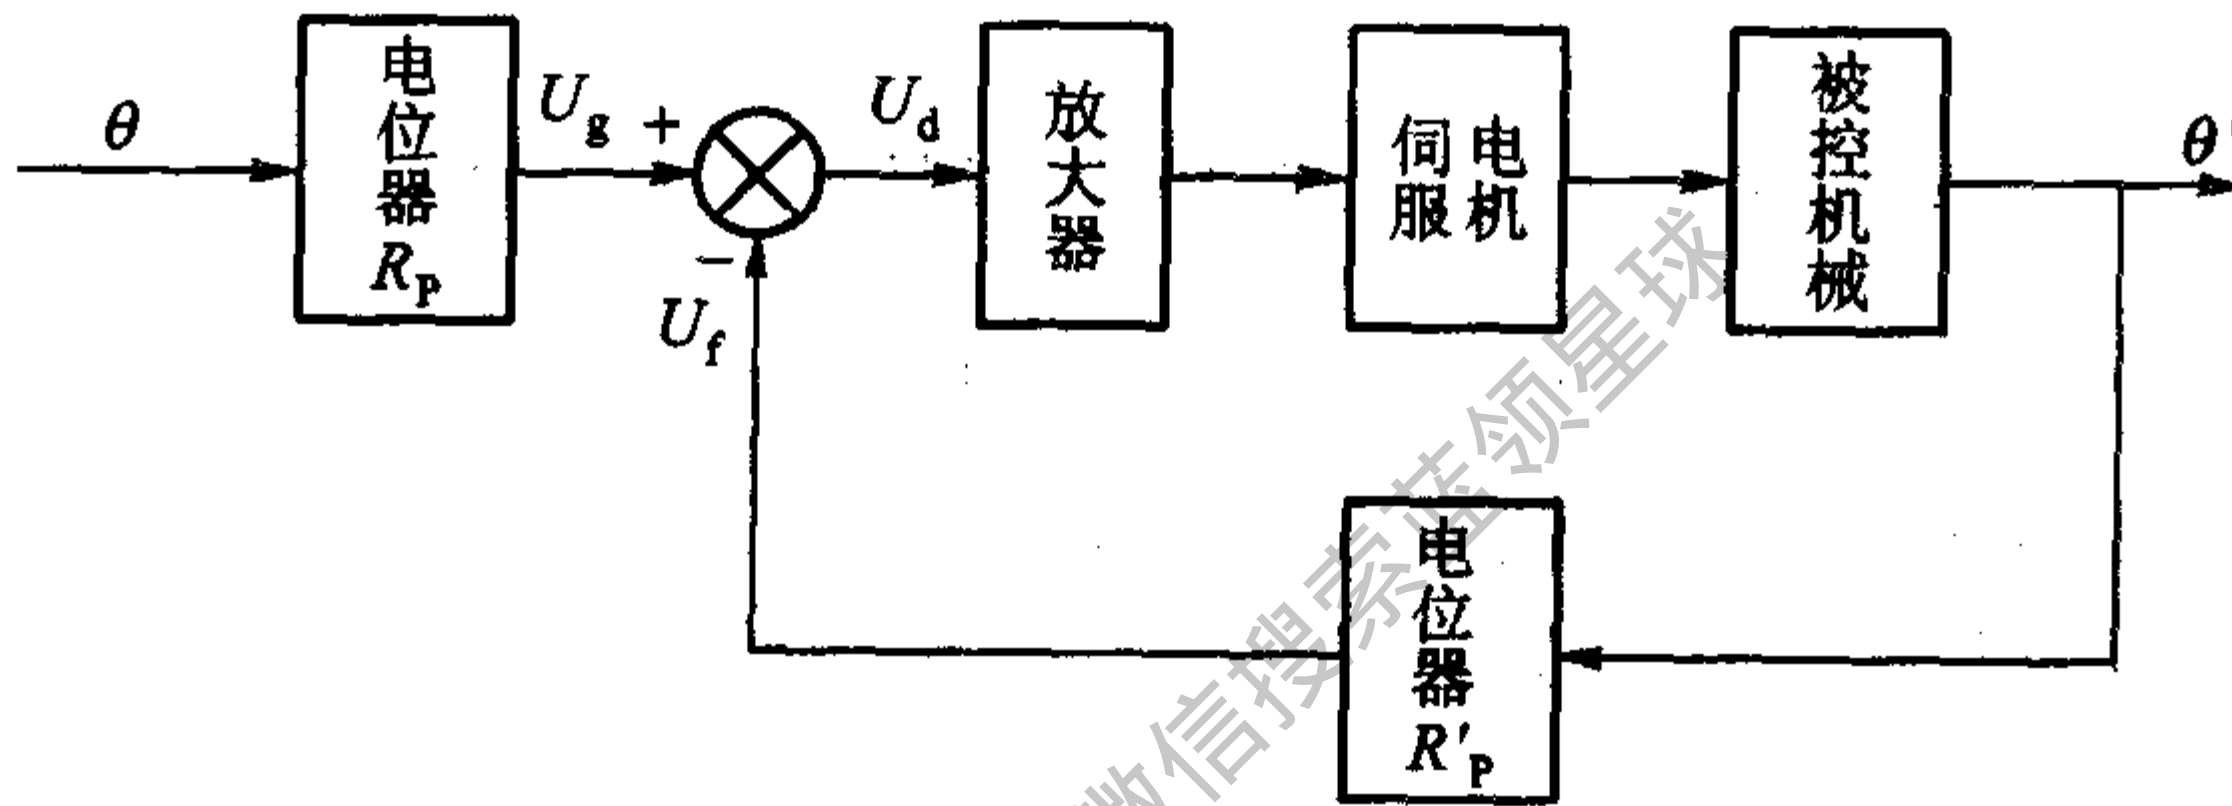 θ
电位器 R_P
U_g
+
−
U_f
U_d
放大器
伺服电机
被控机械
θ'
电位器 R'_P
微信搜索蓝领星球